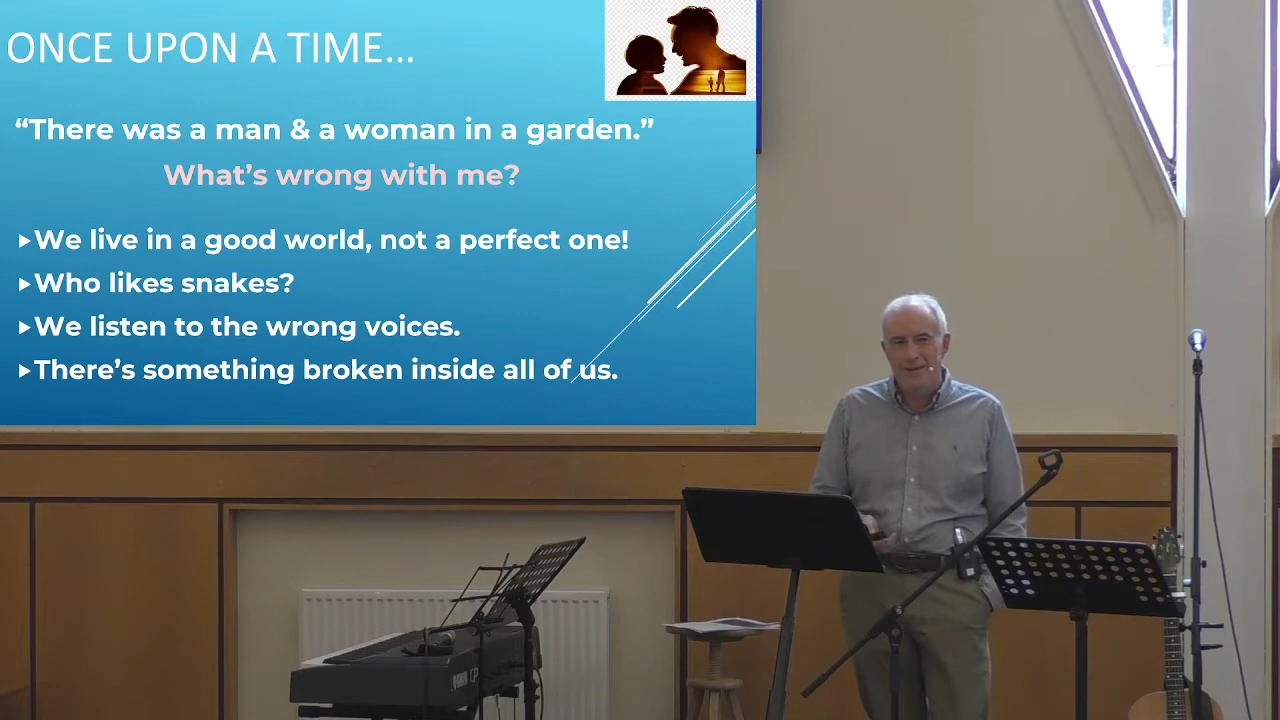 ONCE UPON A TIME...
“There was a man & a woman in a garden.”
What’s wrong with me?
▸We live in a good world, not a perfect one!
▸Who likes snakes?
▸We listen to the wrong voices.
▸There’s something broken inside all of us.